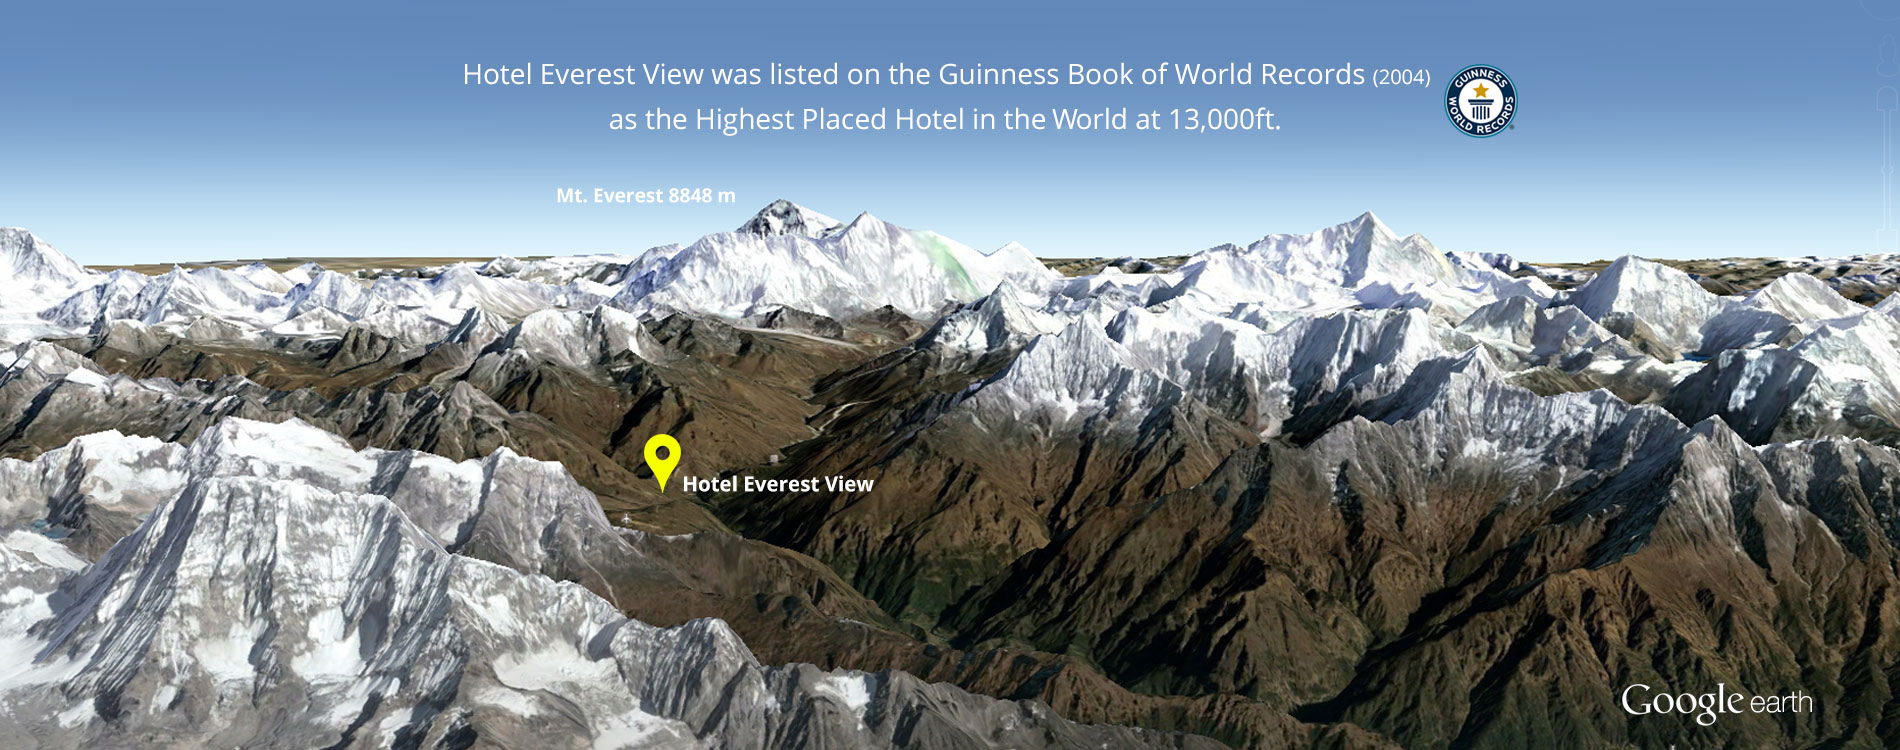 Hotel Everest View was listed on the Guinness Book of World Records (2004)
as the Highest Placed Hotel in the World at 13,000ft.
GUINNESS WORLD RECORDS
Mt. Everest 8848 m
Hotel Everest View
Google earth